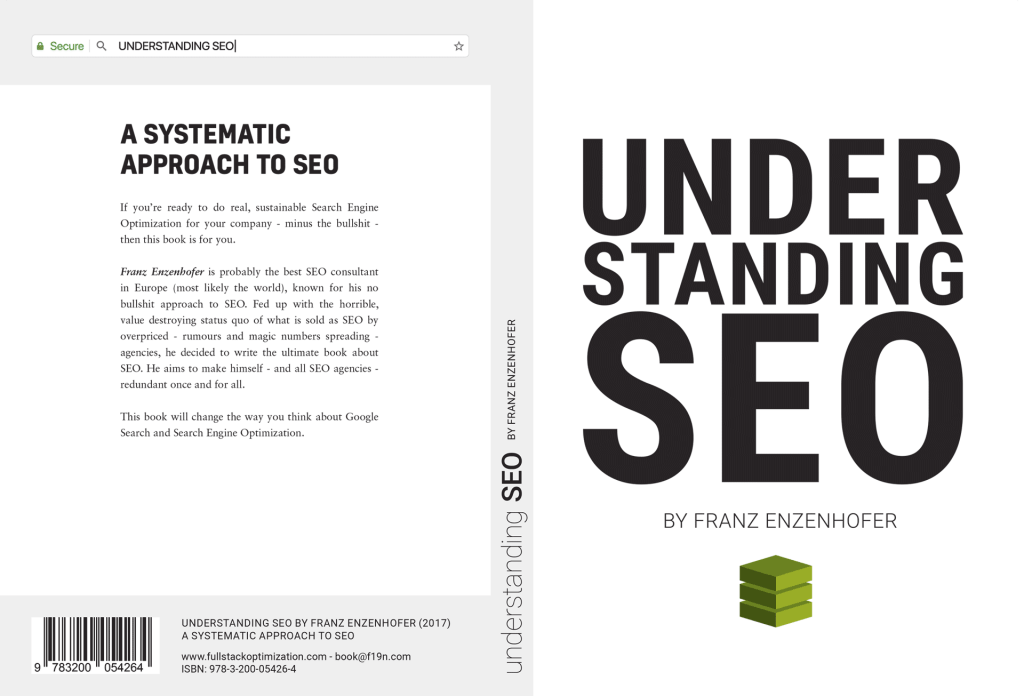 Secure
UNDERSTANDING SEO
A SYSTEMATIC
APPROACH TO SEO
If you're ready to do real, sustainable Search Engine
Optimization for your company - minus the bullshit -
then this book is for you.
Franz Enzenhofer is probably the best SEO consultant
in Europe (most likely the world), known for his no
bullshit approach to SEO. Fed up with the horrible,
value destroying status quo of what is sold as SEO by
overpriced - rumours and magic numbers spreading -
agencies, he decided to write the ultimate book about
SEO. He aims to make himself - and all SEO agencies -
redundant once and for all.
This book will change the way you think about Google
Search and Search Engine Optimization.
9 783200 054264
UNDERSTANDING SEO BY FRANZ ENZENHOFER (2017)
A SYSTEMATIC APPROACH TO SEO
www.fullstackoptimization.com - book@f19n.com
ISBN: 978-3-200-05426-4
understanding SEO BY FRANZ ENZENHOFER
UNDER
STANDING
SEO
BY FRANZ ENZENHOFER